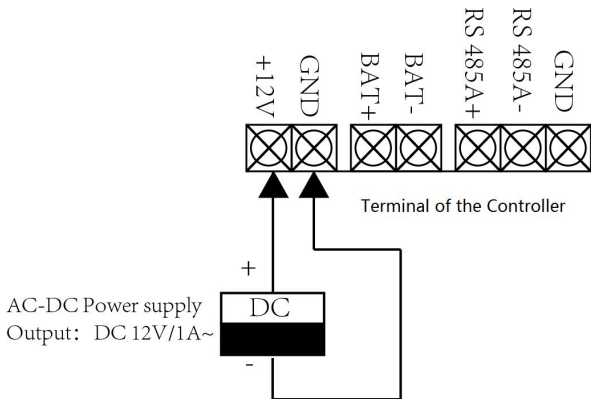 +12V
GND
BAT+
BAT-
RS 485A+
RS 485A-
GND
Terminal of the Controller
+
AC-DC Power supply
DC
Output： DC 12V/1A~
-